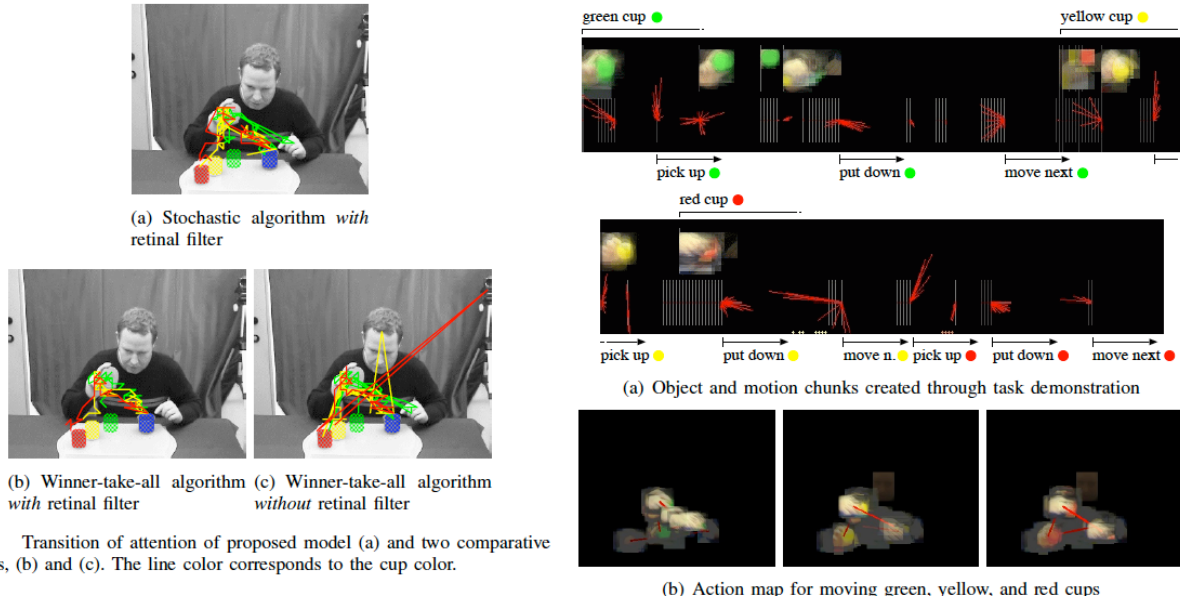 (a) Stochastic algorithm with
retinal filter
(b) Winner-take-all algorithm
with retinal filter
(c) Winner-take-all algorithm
without retinal filter
Transition of attention of proposed model (a) and two comparative
s, (b) and (c). The line color corresponds to the cup color.
green cup
yellow cup
pick up
put down
move next
red cup
pick up
put down
move n.
pick up
put down
move next
(a) Object and motion chunks created through task demonstration
(b) Action map for moving green, yellow, and red cups